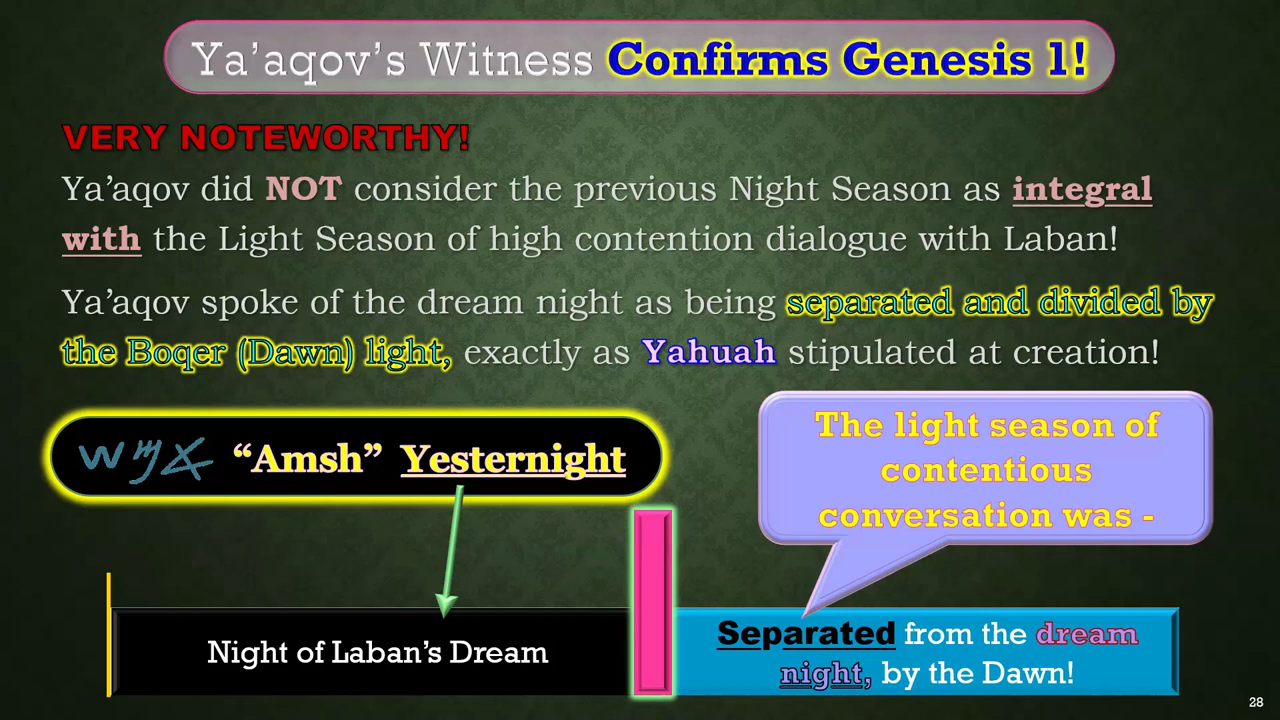 Ya’aqov’s Witness Confirms Genesis 1!
VERY NOTEWORTHY!
Ya’aqov did NOT consider the previous Night Season as integral
with the Light Season of high contention dialogue with Laban!
Ya’aqov spoke of the dream night as being separated and divided by
the Boqer (Dawn) light, exactly as Yahuah stipulated at creation!
“Amsh” Yesternight
The light season of
contentious
conversation was -
Night of Laban’s Dream
Separated from the dream
night, by the Dawn!
28